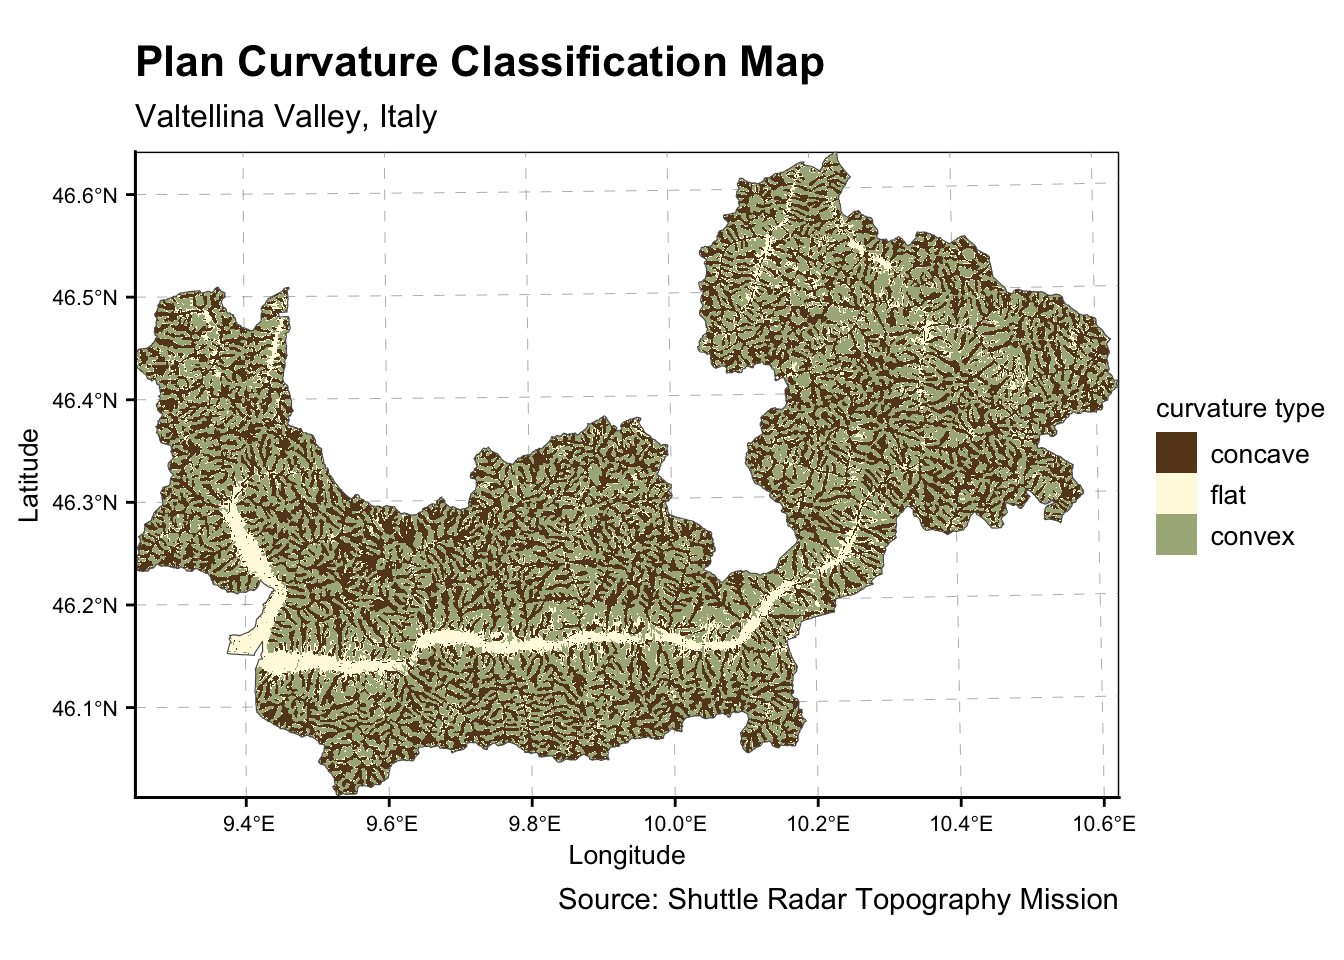 Plan Curvature Classification Map
Valtellina Valley, Italy
46.6°N
46.5°N
46.4°N
46.3°N
46.2°N
46.1°N
Latitude
9.4°E
9.6°E
9.8°E
10.0°E
10.2°E
10.4°E
10.6°E
Longitude
curvature type
concave
flat
convex
Source: Shuttle Radar Topography Mission